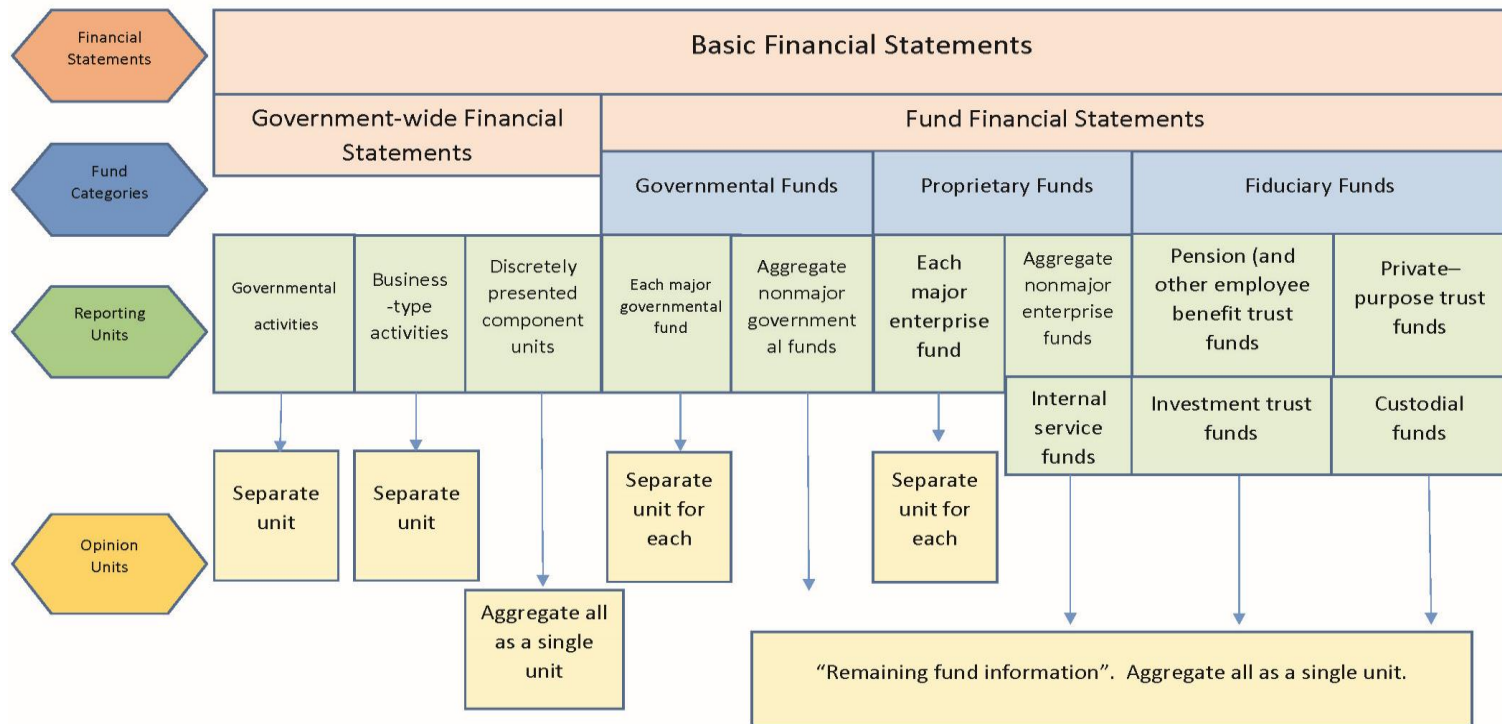 Financial
Statements
Basic Financial Statements
Government-wide Financial
Statements
Fund Financial Statements
Fund
Categories
Governmental Funds
Proprietary Funds
Fiduciary Funds
Reporting
Units
Governmental
activities
Business
-type
activities
Discretely
presented
component
units
Each major
governmental
fund
Aggregate
nonmajor
government
al funds
Each
major
enterprise
fund
Aggregate
nonmajor
enterprise
funds
Pension (and
other employee
benefit trust
funds
Private–
purpose trust
funds
Internal
service
funds
Investment trust
funds
Custodial
funds
Opinion
Units
Separate
unit
Separate
unit
Aggregate all
as a single
unit
Separate
unit for
each
Separate
unit for
each
“Remaining fund information”. Aggregate all as a single unit.